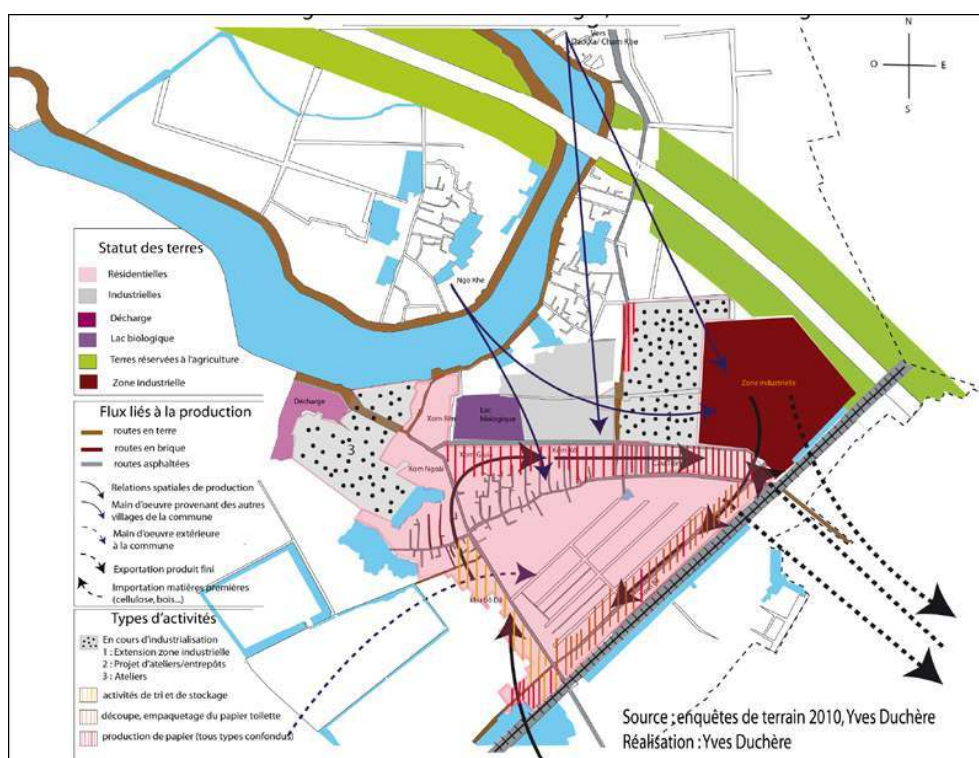 Vers
N
O
E
S
Statut des terres
Résidentielles
Industrielles
Décharge
Lac biologique
Terres réservées à l'agriculture
Zone industrielle
Flux liés à la production
routes en terre
routes en brique
routes asphaltées
Relations spatiales de production
Main d'oeuvre provenant des autres
villages de la commune
Main d'oeuvre extérieure
à la commune
Exportation produit fini
Importation matières premières
(cellulose, bois...)
Types d'activités
En cours d'industrialisation
1 : Extension zone industrielle
2 : Projet d'ateliers/entrepôts
3 : Ateliers
activités de tri et de stockage
découpe, empaquetage du papier toilette
production de papier (tous types confondus)
Ngo Khe
1
Zone industrielle
Décharge
Lac
biologique
3
Xom Ngoài
Source : enquêtes de terrain 2010, Yves Duchère
Réalisation : Yves Duchère